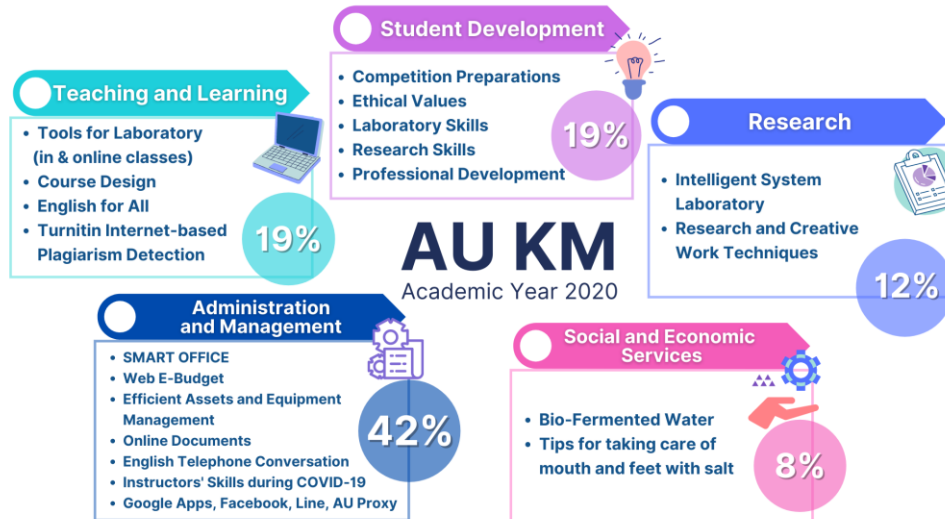 Student Development
• Competition Preparations
• Ethical Values
• Laboratory Skills
• Research Skills
• Professional Development
19%
Teaching and Learning
• Tools for Laboratory
(in & online classes)
• Course Design
• English for All
• Turnitin Internet-based
Plagiarism Detection
19%
Research
• Intelligent System
Laboratory
• Research and Creative
Work Techniques
12%
AU KM
Academic Year 2020
Administration
and Management
• SMART OFFICE
• Web E-Budget
• Efficient Assets and Equipment
Management
• Online Documents
• English Telephone Conversation
• Instructors' Skills during COVID-19
• Google Apps, Facebook, Line, AU Proxy
42%
Social and Economic
Services
• Bio-Fermented Water
• Tips for taking care of
mouth and feet with salt
8%